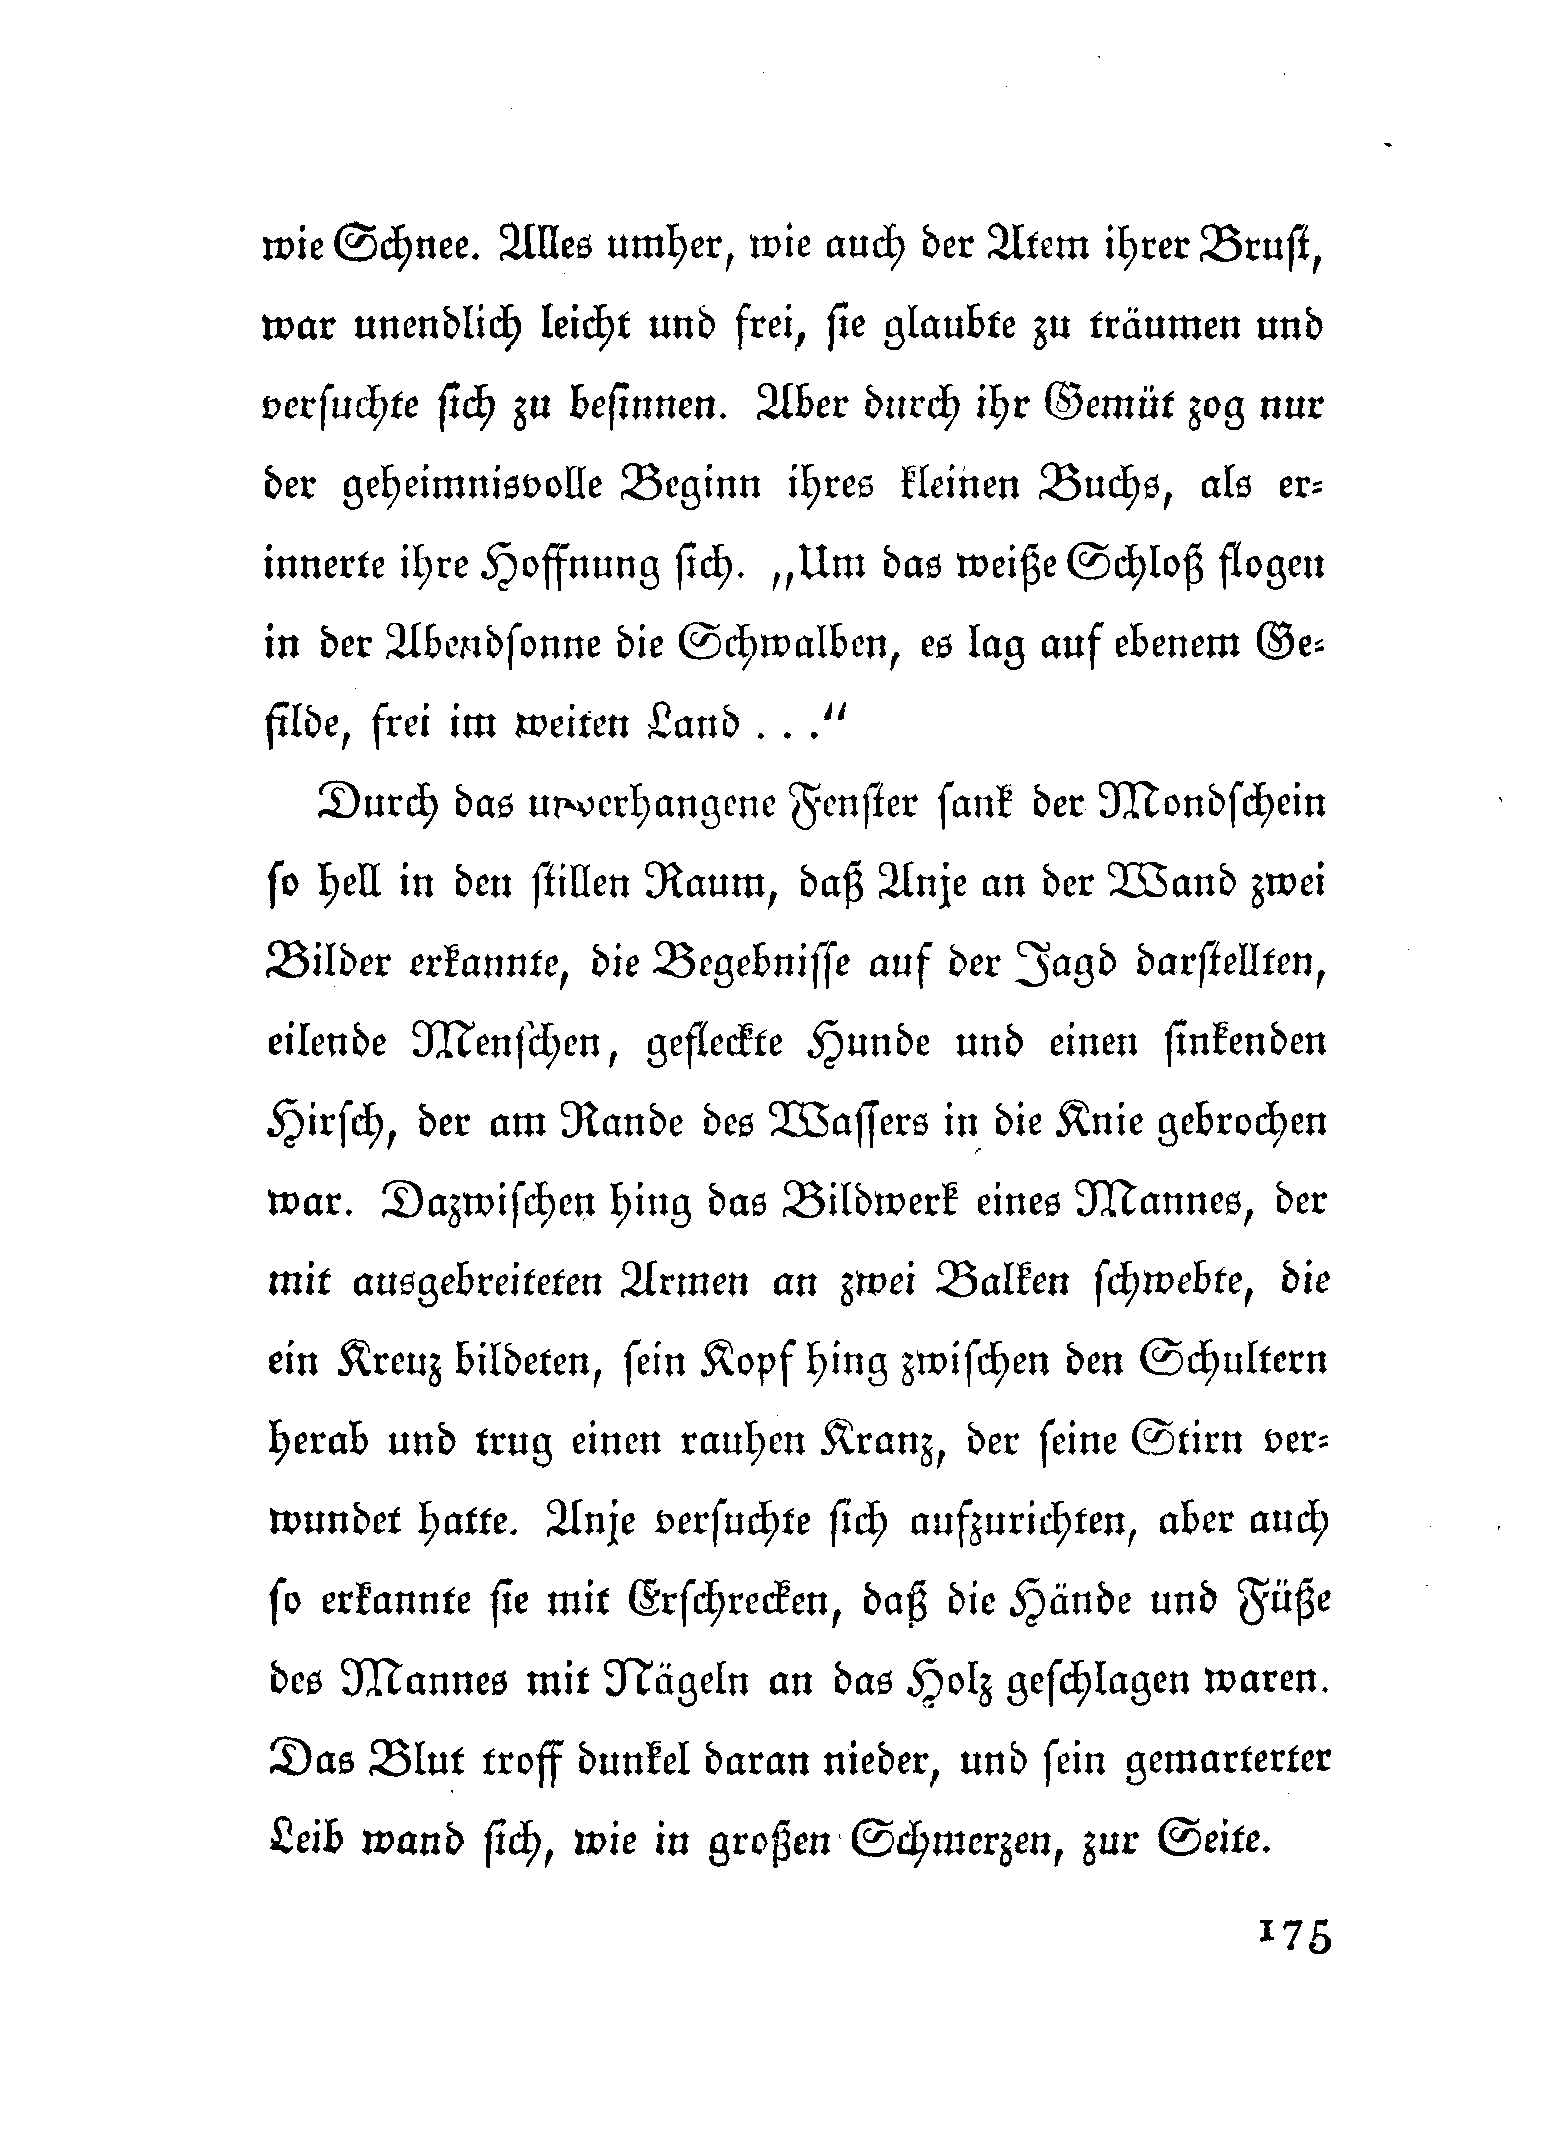 wie Schnee. Alles umher, wie auch der Atem ihrer Brust,
war unendlich leicht und frei, sie glaubte zu träumen und
versuchte sich zu besinnen. Aber durch ihr Gemüt zog nur
der geheimnisvolle Beginn ihres kleinen Buchs, als er-
innerte ihre Hoffnung sich. „Um das weiße Schloß flogen
in der Abendsonne die Schwalben, es lag auf ebenem Ge-
filde, frei im weiten Land . . .“
Durch das unverhangene Fenster sank der Mondschein
so hell in den stillen Raum, daß Anje an der Wand zwei
Bilder erkannte, die Begebnisse auf der Jagd darstellten,
eilende Menschen, gefleckte Hunde und einen sinkenden
Hirsch, der am Rande des Wassers in die Knie gebrochen
war. Dazwischen hing das Bildwerk eines Mannes, der
mit ausgebreiteten Armen an zwei Balken schwebte, die
ein Kreuz bildeten, sein Kopf hing zwischen den Schultern
herab und trug einen rauhen Kranz, der seine Stirn ver-
wundet hatte. Anje versuchte sich aufzurichten, aber auch
so erkannte sie mit Erschrecken, daß die Hände und Füße
des Mannes mit Nägeln an das Holz geschlagen waren.
Das Blut troff dunkel daran nieder, und sein gemarterter
Leib wand sich, wie in großen Schmerzen, zur Seite.
175